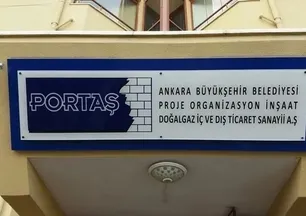 PORTAŞ
ANKARA BÜYÜKŞEHİR BELEDİYESİ
PROJE ORGANİZASYON İNŞAAT
DOĞALGAZ İÇ VE DIŞ TİCARET SANAYİİ A.Ş